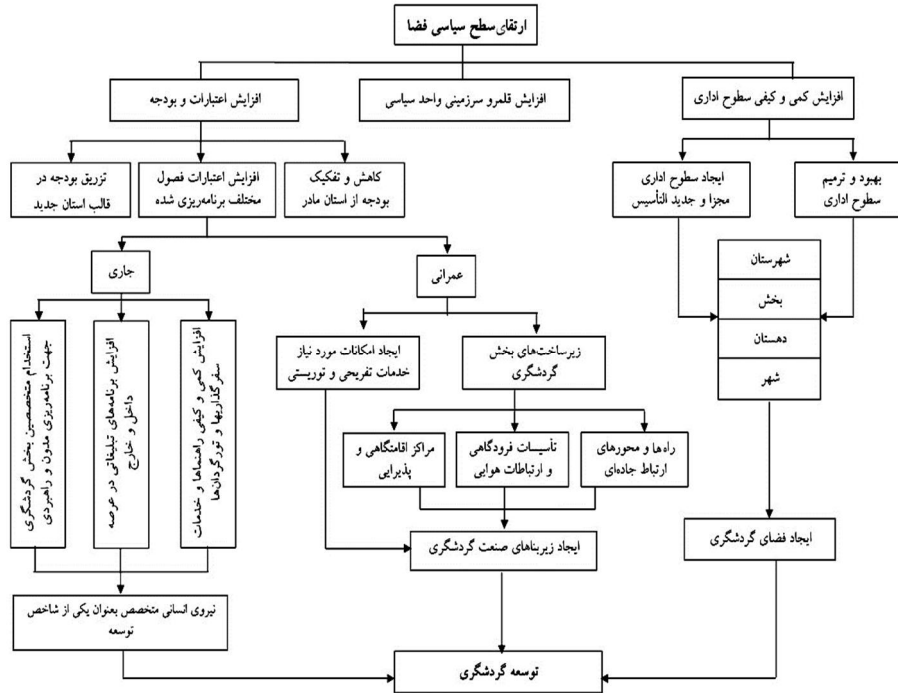 ارتقای سطح سیاسی فضا
افزایش کمی و کیفی سطوح اداری
افزایش قلمرو سرزمینی واحد سیاسی
افزایش اعتبارات و بودجه
بهبود و ترمیم
سطوح اداری
ایجاد سطوح اداری
مجزا و جدید التأسیس
کاهش و تفکیک
بودجه از استان مادر
افزایش اعتبارات فصول
مختلف برنامه‌ریزی شده
تزریق بودجه در
قالب استان جدید
شهرستان
بخش
دهستان
شهر
عمرانی
جاری
زیرساخت‌های بخش
گردشگری
ایجاد امکانات مورد نیاز
خدمات تفریحی و توریستی
افزایش کمی و کیفی راهنماها و خدمات
سفرگذاریها و تورگردان‌ها
افزایش برنامه‌های تبلیغاتی در عرصه
داخل و خارج
استخدام متخصصین بخش گردشگری
جهت برنامه‌ریزی مدون و راهبردی
راه‌ها و محورهای
ارتباط جاده‌ای
تأسیسات فرودگاهی
و ارتباطات هوایی
مراکز اقامتگاهی و
پذیرایی
ایجاد فضای گردشگری
ایجاد زیربناهای صنعت گردشگری
نیروی انسانی متخصص بعنوان یکی از شاخص
توسعه
توسعه گردشگری